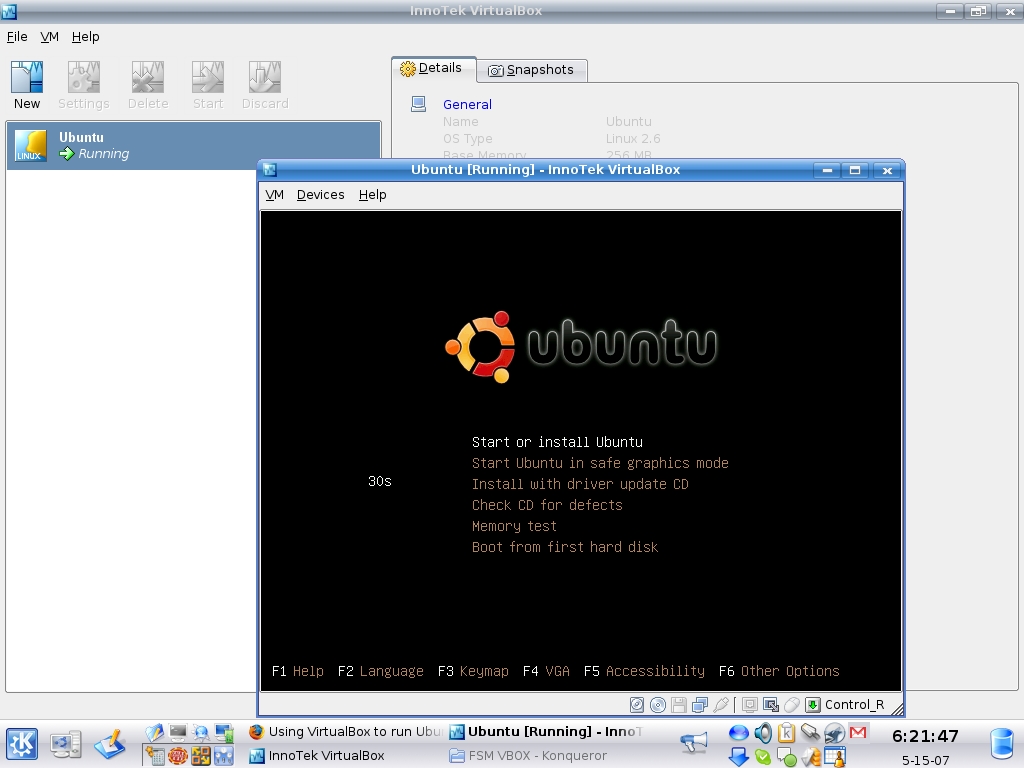 InnoTek VirtualBox
File VM Help
New Settings Delete Start Discard
Details Snapshots
Ubuntu
Running
LINUX
General
Name Ubuntu
OS Type Linux 2.6
Base Memory 256 MB
Ubuntu [Running] - InnoTek VirtualBox
VM Devices Help
ubuntu
Start or install Ubuntu
Start Ubuntu in safe graphics mode
30s
Install with driver update CD
Check CD for defects
Memory test
Boot from first hard disk
F1 Help F2 Language F3 Keymap F4 VGA F5 Accessibility F6 Other Options
Control_R
Using VirtualBox to run Ubu
Ubuntu [Running] - Inno
InnoTek VirtualBox
FSM VBOX - Konqueror
6:21:47
5-15-07